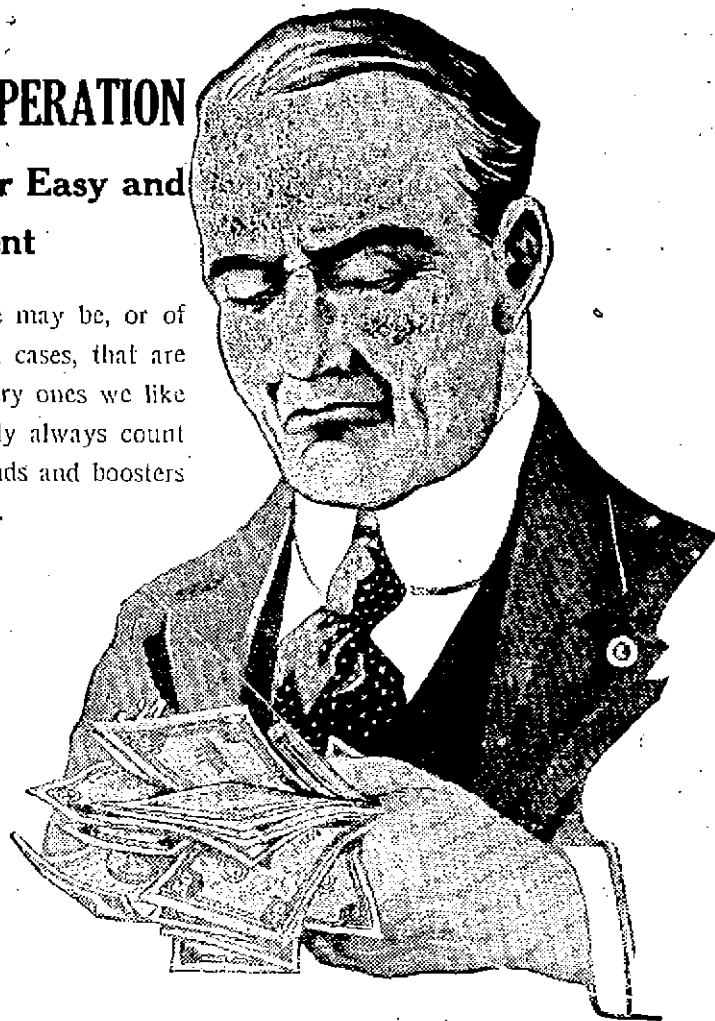 PERATION
r Easy and
nt
e may be, or of
cases, that are
ry ones we like
ly always count
ds and boosters